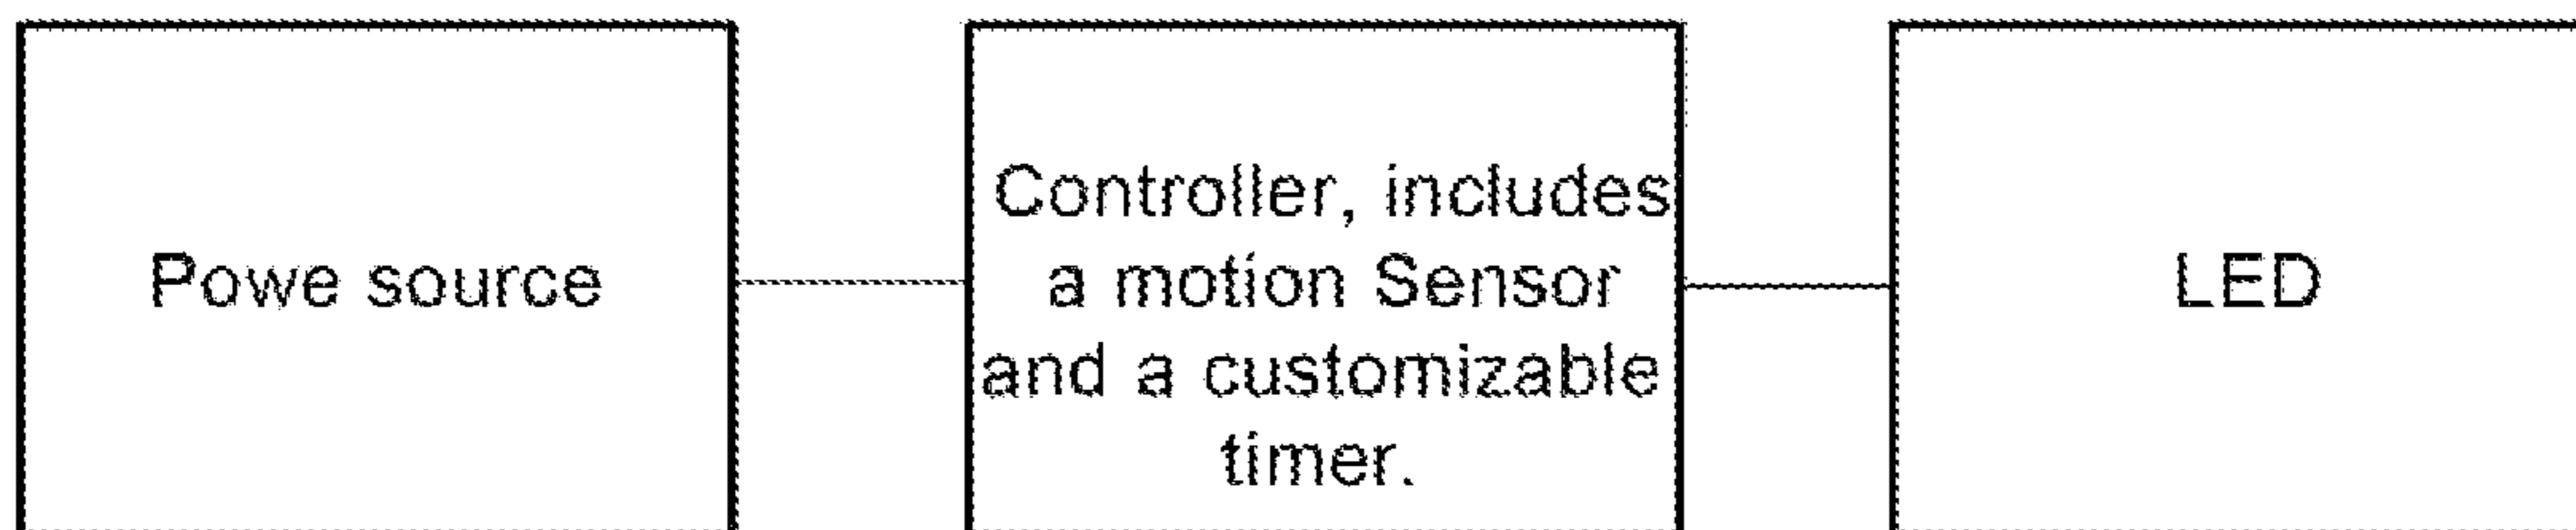 Powe source
Controller, includes
a motion Sensor
and a customizable
timer.
LED